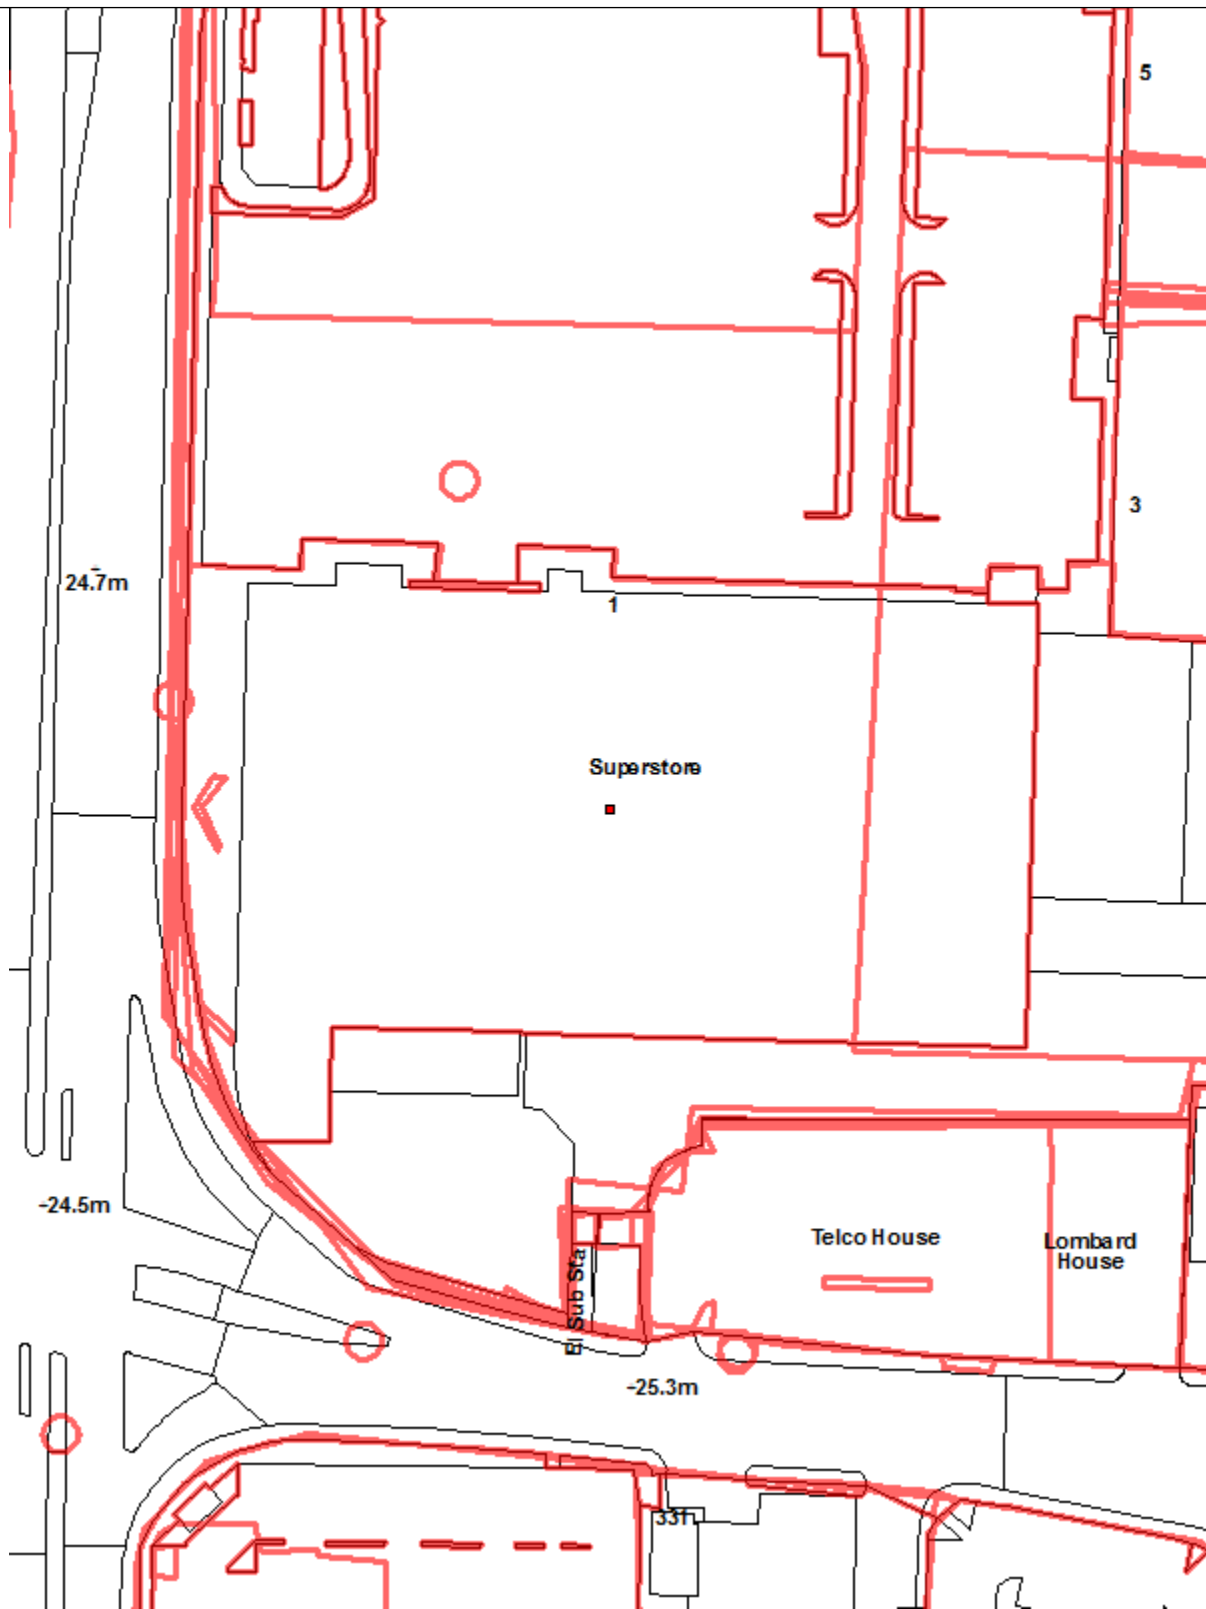 5
3
24.7m
1
Superstore
-24.5m
Telco House
Lombard
House
El Sub Sta
-25.3m
331